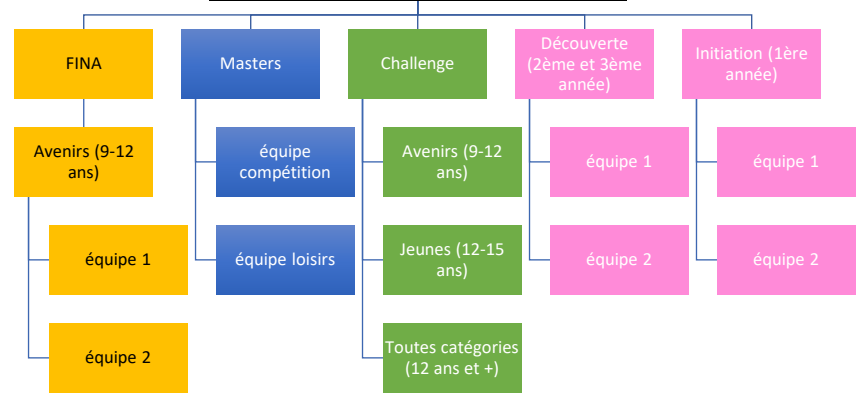 FINA
Masters
Challenge
Découverte
(2ème et 3ème
année)
Initiation (1ère
année)
Avenirs (9-12
ans)
équipe
compétition
Avenirs (9-12
ans)
équipe 1
équipe 1
équipe 1
équipe loisirs
Jeunes (12-15
ans)
équipe 2
équipe 2
équipe 2
Toutes catégories
(12 ans et +)